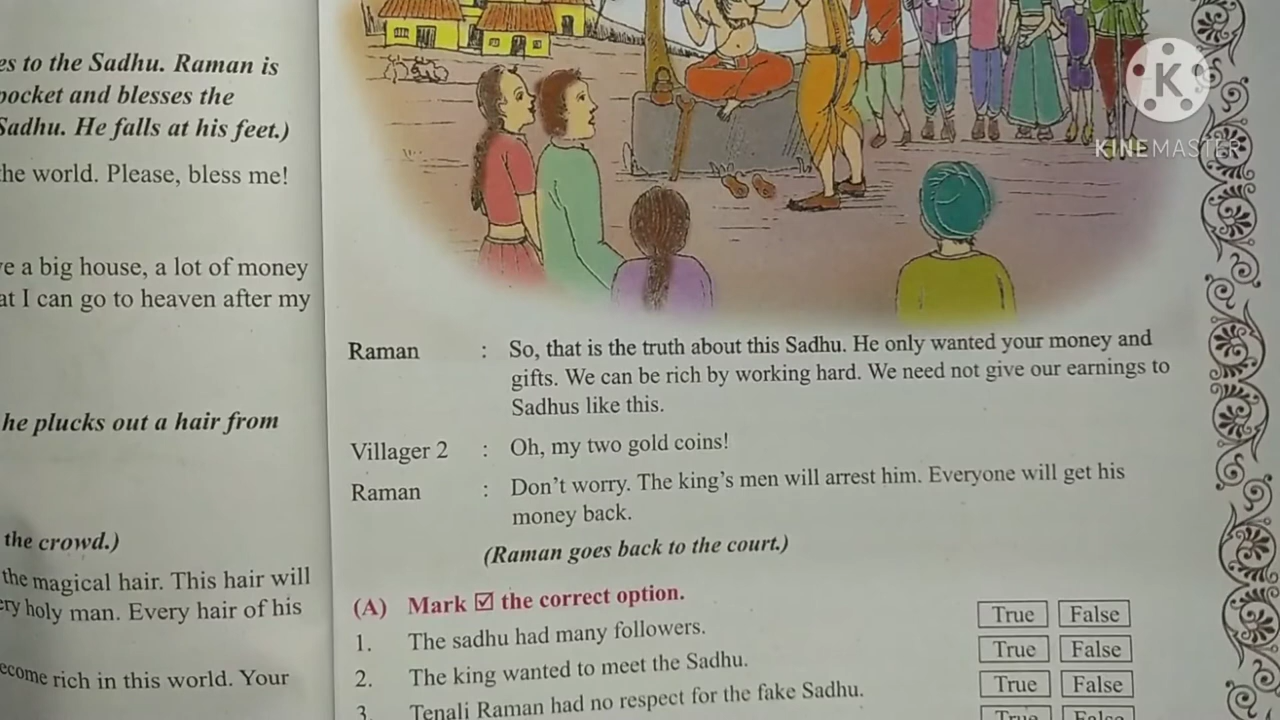 es to the Sadhu. Raman is
pocket and blesses the
Sadhu. He falls at his feet.)
the world. Please, bless me!
ve a big house, a lot of money
at I can go to heaven after my
he plucks out a hair from
the crowd.)
the magical hair. This hair will
ery holy man. Every hair of his
ecome rich in this world. Your
K
KINEMASTER
Raman : So, that is the truth about this Sadhu. He only wanted your money and
gifts. We can be rich by working hard. We need not give our earnings to
Sadhus like this.
Villager 2 : Oh, my two gold coins!
Raman : Don't worry. The king's men will arrest him. Everyone will get his
money back.
(Raman goes back to the court.)
(A) Mark ☑ the correct option.
1. The sadhu had many followers. True False
2. The king wanted to meet the Sadhu. True False
3. Tenali Raman had no respect for the fake Sadhu. True False
True False